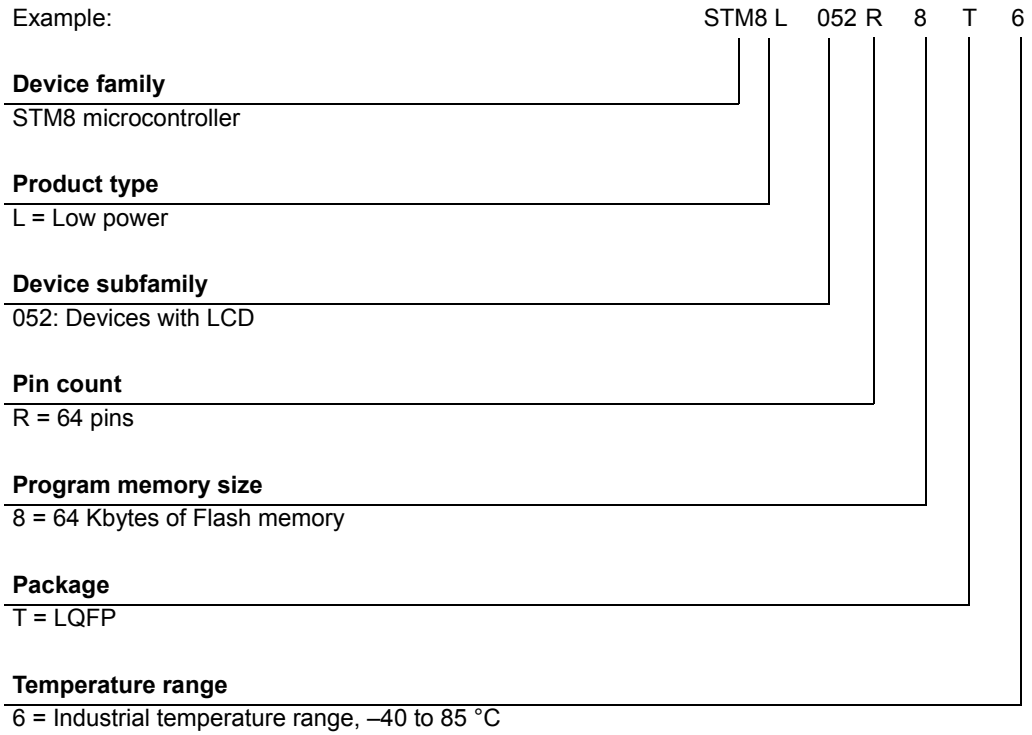 Example: STM8 L 052 R 8 T 6
Device family
STM8 microcontroller
Product type
L = Low power
Device subfamily
052: Devices with LCD
Pin count
R = 64 pins
Program memory size
8 = 64 Kbytes of Flash memory
Package
T = LQFP
Temperature range
6 = Industrial temperature range, –40 to 85 °C